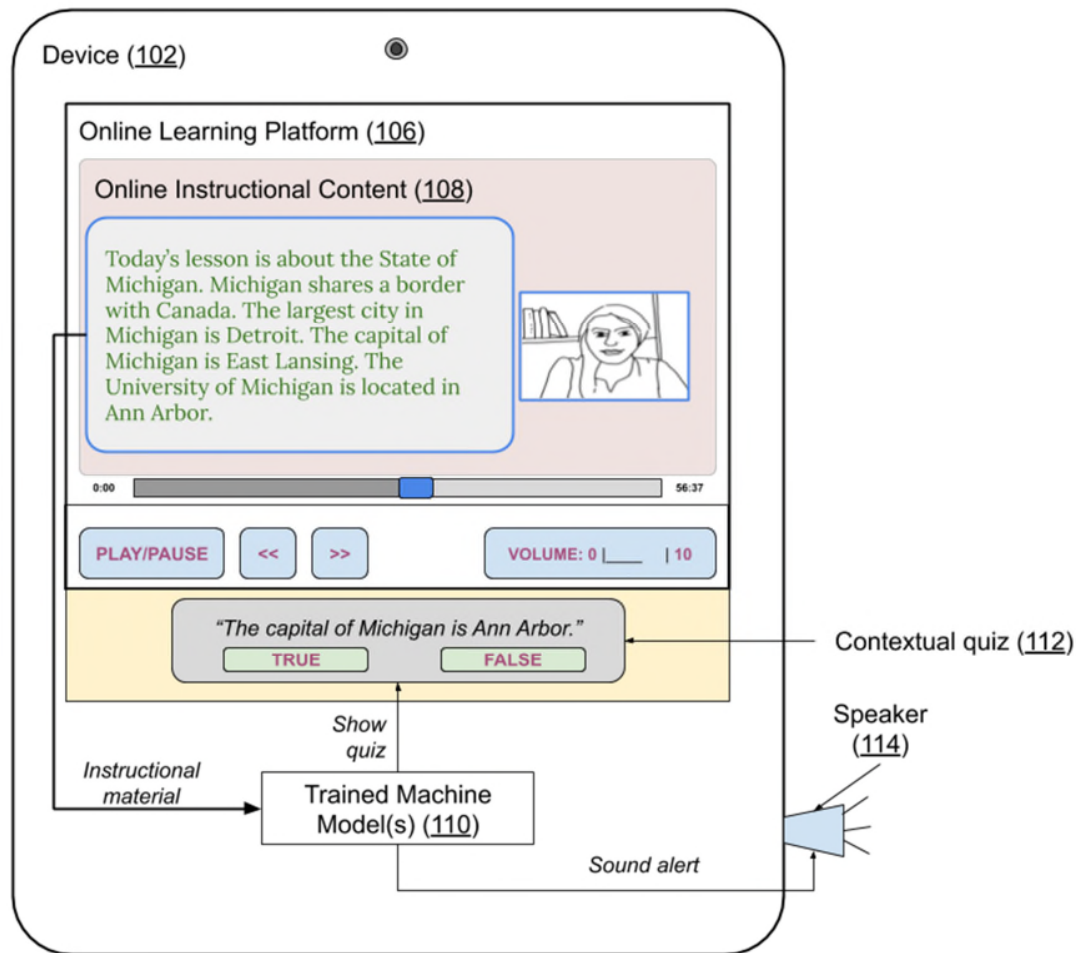 Device (102)
Online Learning Platform (106)
Online Instructional Content (108)
Today's lesson is about the State of
Michigan. Michigan shares a border
with Canada. The largest city in
Michigan is Detroit. The capital of
Michigan is East Lansing. The
University of Michigan is located in
Ann Arbor.
0:00
56:37
PLAY/PAUSE
<<
>>
VOLUME: 0 |____ | 10
“The capital of Michigan is Ann Arbor.”
TRUE
FALSE
Contextual quiz (112)
Show
quiz
Speaker
(114)
Instructional
material
Trained Machine
Model(s) (110)
Sound alert